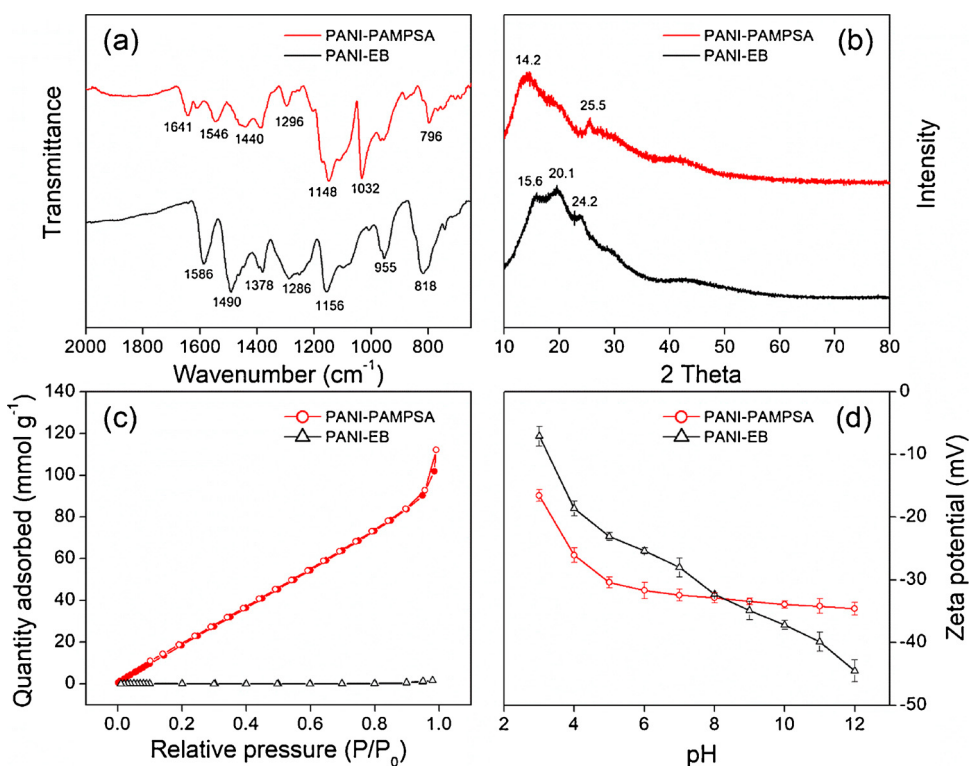 (a)
PANI-PAMPSA
PANI-EB
1641
1546
1440
1296
1148
1032
796
1586
1490
1378
1286
1156
955
818
Transmittance
2000 1800 1600 1400 1200 1000 800
Wavenumber (cm⁻¹)
(b)
PANI-PAMPSA
PANI-EB
14.2
25.5
15.6
20.1
24.2
Intensity
10 20 30 40 50 60 70 80
2 Theta
(c)
PANI-PAMPSA
PANI-EB
140
120
100
80
60
40
20
0
Quantity adsorbed (mmol g⁻¹)
0.0 0.2 0.4 0.6 0.8 1.0
Relative pressure (P/P₀)
(d)
PANI-PAMPSA
PANI-EB
0
-10
-20
-30
-40
-50
Zeta potential (mV)
2 4 6 8 10 12
pH